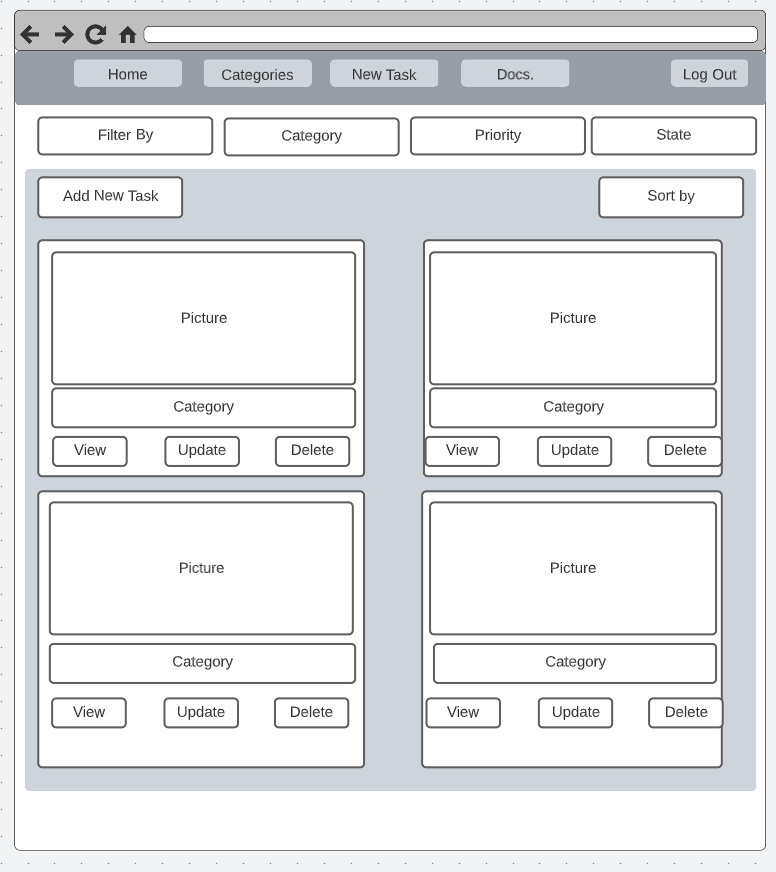 Home
Categories
New Task
Docs.
Log Out
Filter By
Category
Priority
State
Add New Task
Sort by
Picture
Picture
Category
Category
View
Update
Delete
View
Update
Delete
Picture
Picture
Category
Category
View
Update
Delete
View
Update
Delete